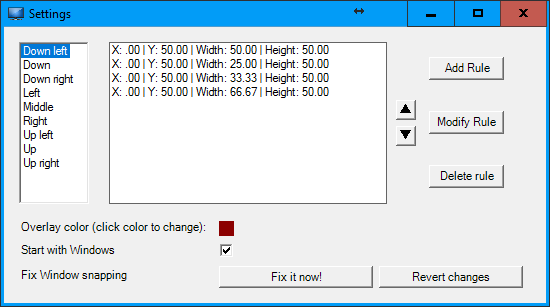 Settings
Down left
Down
Down right
Left
Middle
Right
Up left
Up
Up right
X: .00 | Y: 50.00 | Width: 50.00 | Height: 50.00
X: .00 | Y: 50.00 | Width: 25.00 | Height: 50.00
X: .00 | Y: 50.00 | Width: 33.33 | Height: 50.00
X: .00 | Y: 50.00 | Width: 66.67 | Height: 50.00
Add Rule
Modify Rule
Delete rule
Overlay color (click color to change):
Start with Windows
Fix Window snapping
Fix it now!
Revert changes